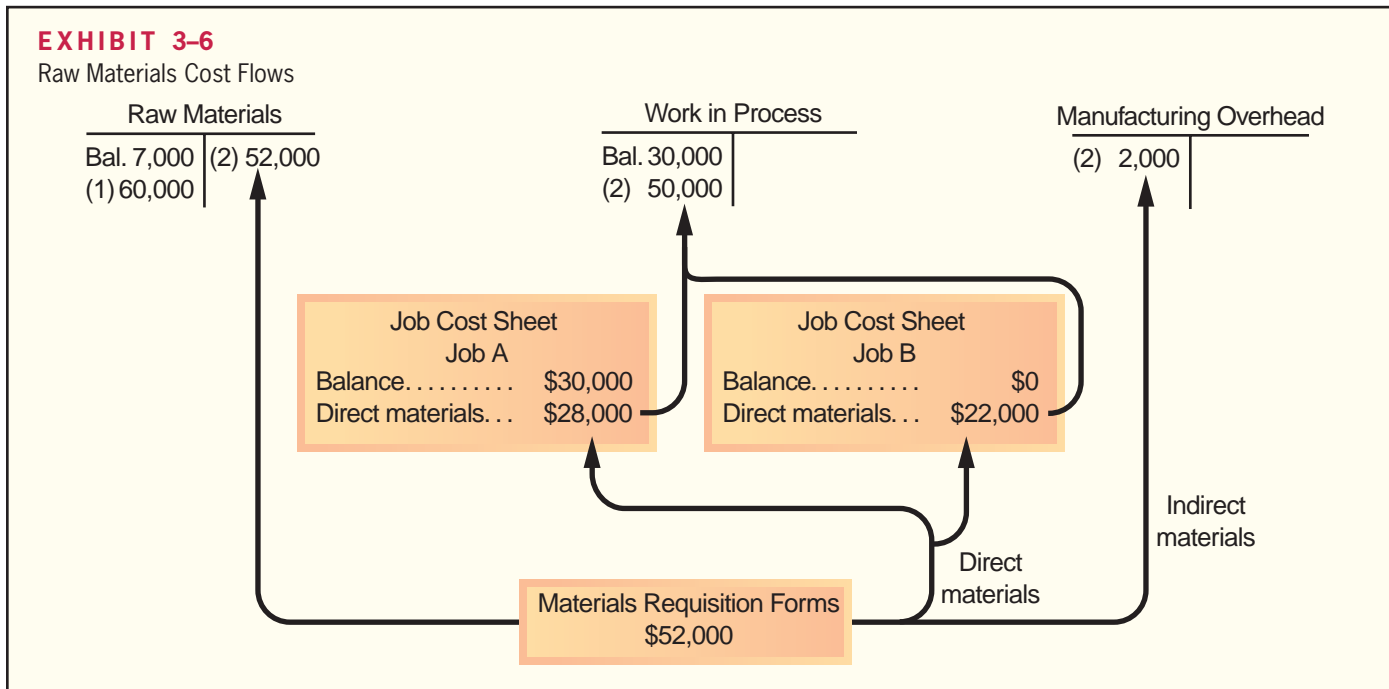 EXHIBIT 3–6
Raw Materials Cost Flows
Raw Materials
Bal. 7,000 (2) 52,000
(1) 60,000
Work in Process
Bal. 30,000
(2) 50,000
Manufacturing Overhead
(2) 2,000
Job Cost Sheet
Job A
Balance.......... $30,000
Direct materials... $28,000
Job Cost Sheet
Job B
Balance.......... $0
Direct materials... $22,000
Indirect
materials
Direct
materials
Materials Requisition Forms
$52,000